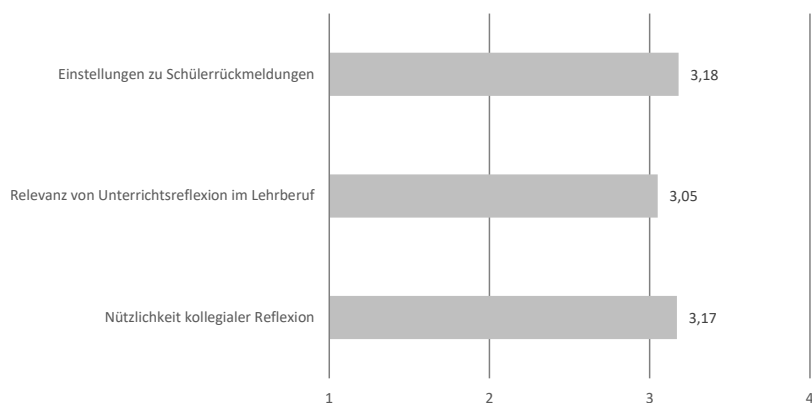 Einstellungen zu Schülerrückmeldungen
3,18
Relevanz von Unterrichtsreflexion im Lehrberuf
3,05
Nützlichkeit kollegialer Reflexion
3,17
1 2 3 4